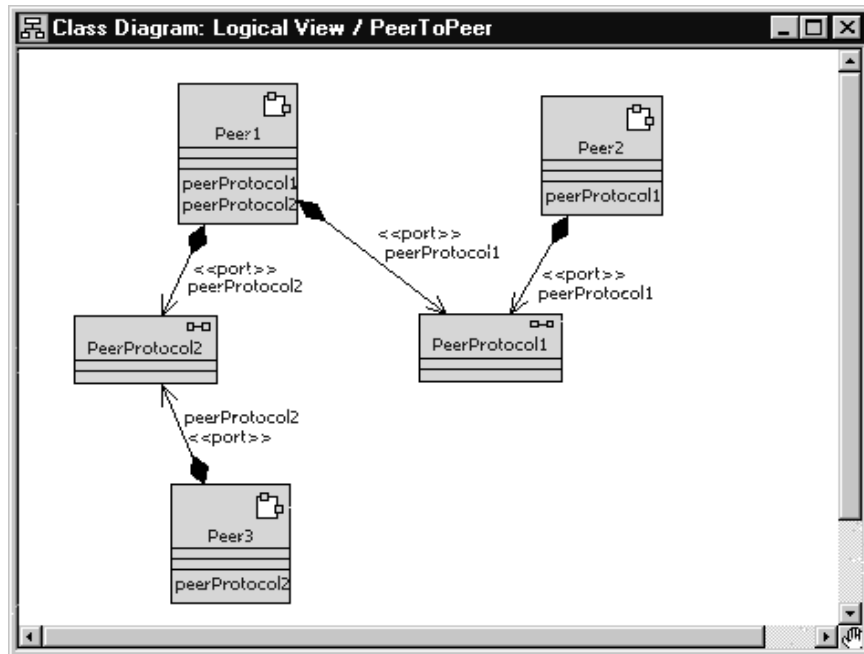 Class Diagram: Logical View / PeerToPeer
Peer1
peerProtocol1
peerProtocol2
Peer2
peerProtocol1
<<port>>
peerProtocol1
<<port>>
peerProtocol2
<<port>>
peerProtocol1
PeerProtocol2
PeerProtocol1
peerProtocol2
<<port>>
Peer3
peerProtocol2